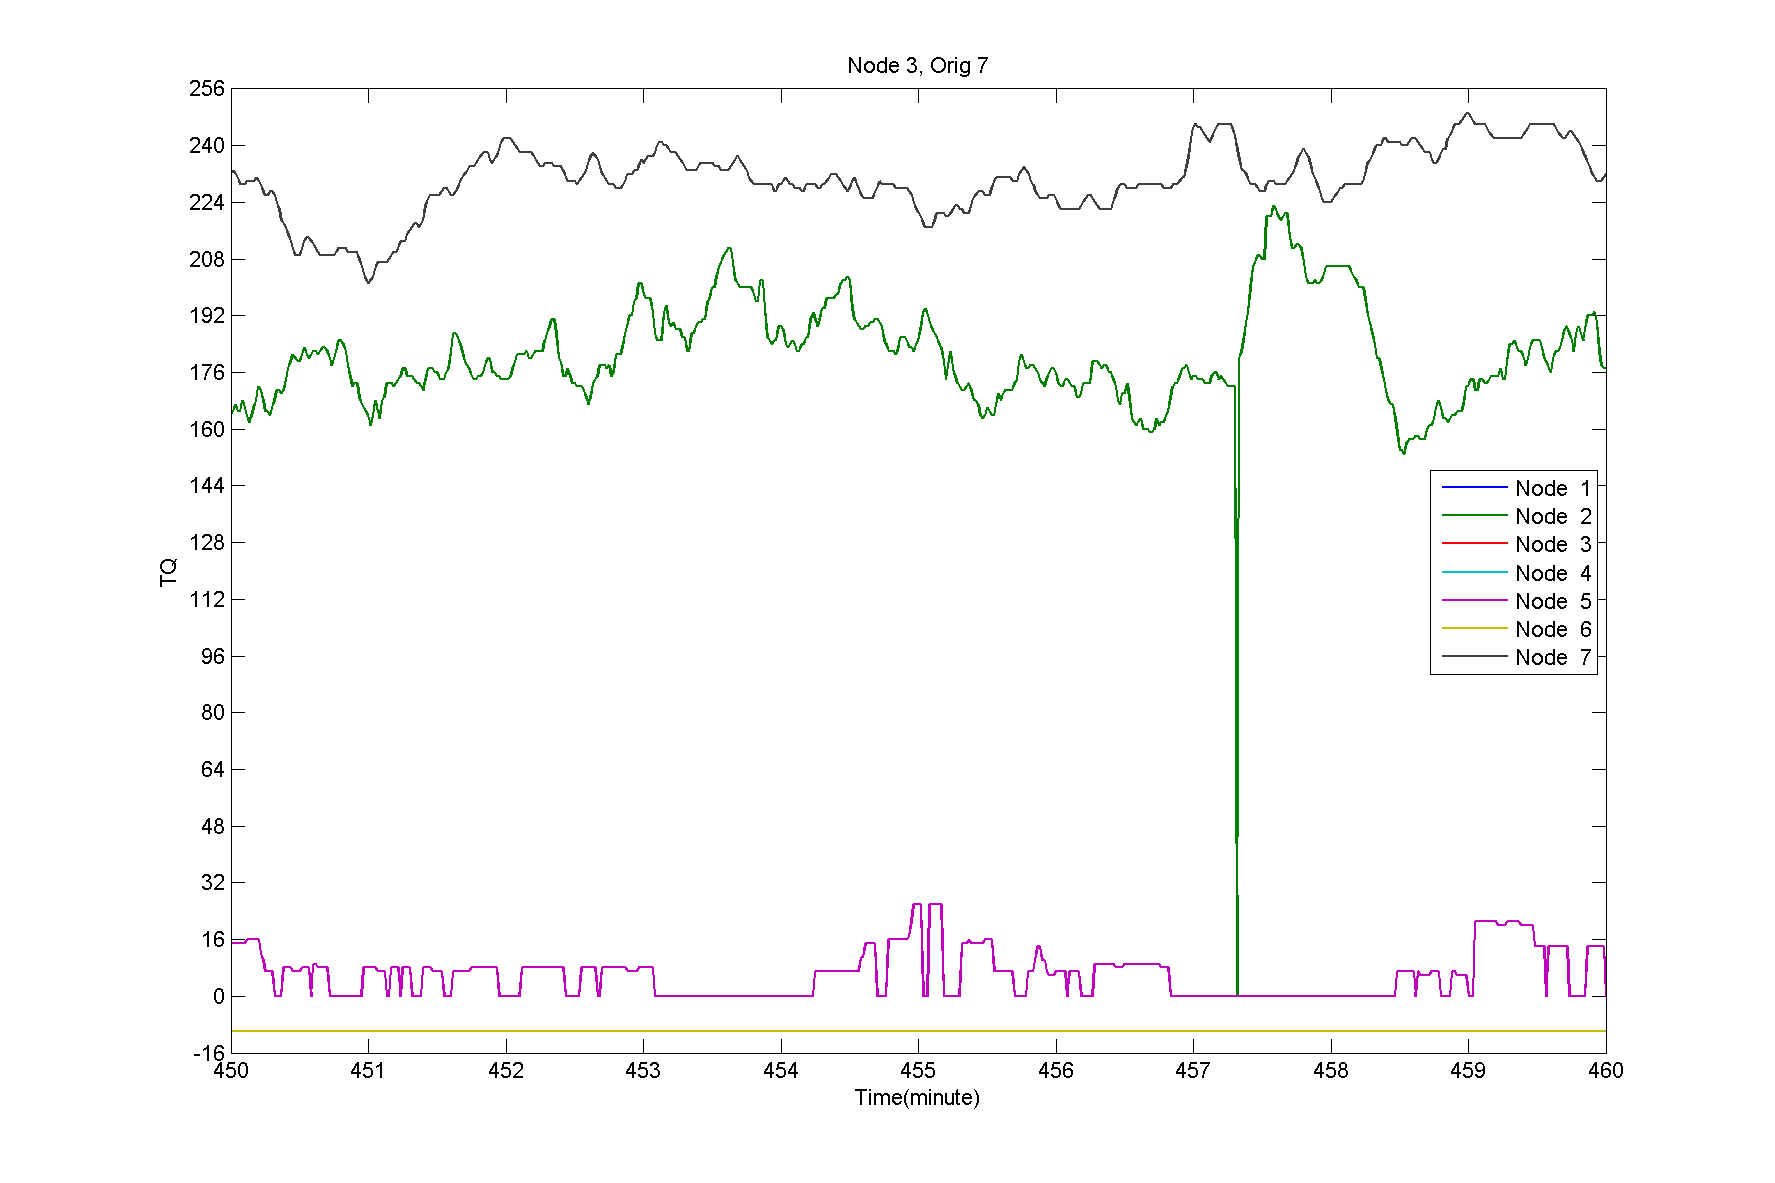 Node 3, Orig 7
256
240
224
208
192
176
160
144
128
112
96
80
64
48
32
16
0
-16
TQ
Node 1
Node 2
Node 3
Node 4
Node 5
Node 6
Node 7
450 451 452 453 454 455 456 457 458 459 460
Time(minute)